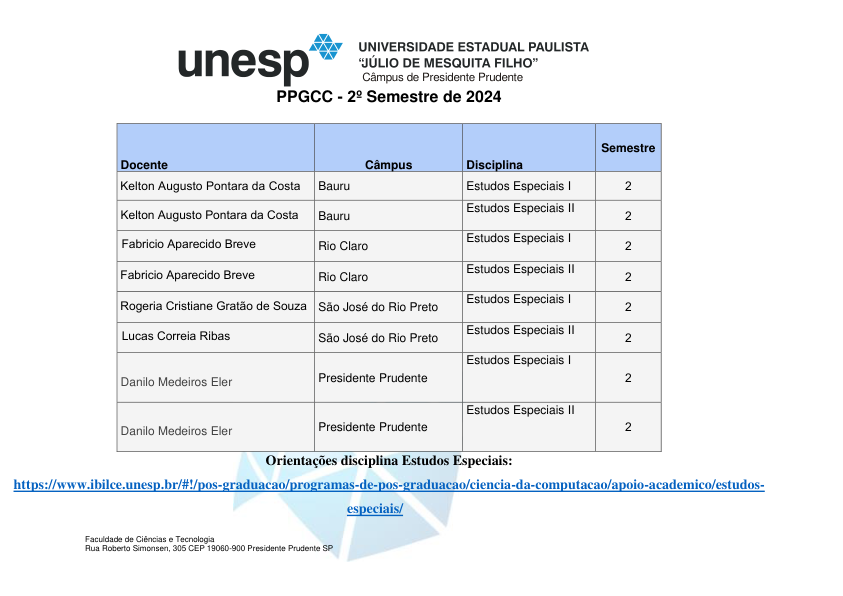 unesp
UNIVERSIDADE ESTADUAL PAULISTA
“JÚLIO DE MESQUITA FILHO”
Câmpus de Presidente Prudente
PPGCC - 2º Semestre de 2024
Docente Câmpus Disciplina Semestre
Kelton Augusto Pontara da Costa Bauru Estudos Especiais I 2
Kelton Augusto Pontara da Costa Bauru Estudos Especiais II 2
Fabricio Aparecido Breve Rio Claro Estudos Especiais I 2
Fabricio Aparecido Breve Rio Claro Estudos Especiais II 2
Rogeria Cristiane Gratão de Souza São José do Rio Preto Estudos Especiais I 2
Lucas Correia Ribas São José do Rio Preto Estudos Especiais II 2
Danilo Medeiros Eler Presidente Prudente Estudos Especiais I 2
Danilo Medeiros Eler Presidente Prudente Estudos Especiais II 2
Orientações disciplina Estudos Especiais:
https://www.ibilce.unesp.br/#!/pos-graduacao/programas-de-pos-graduacao/ciencia-da-computacao/apoio-academico/estudos-
especiais/
Faculdade de Ciências e Tecnologia
Rua Roberto Simonsen, 305 CEP 19060-900 Presidente Prudente SP